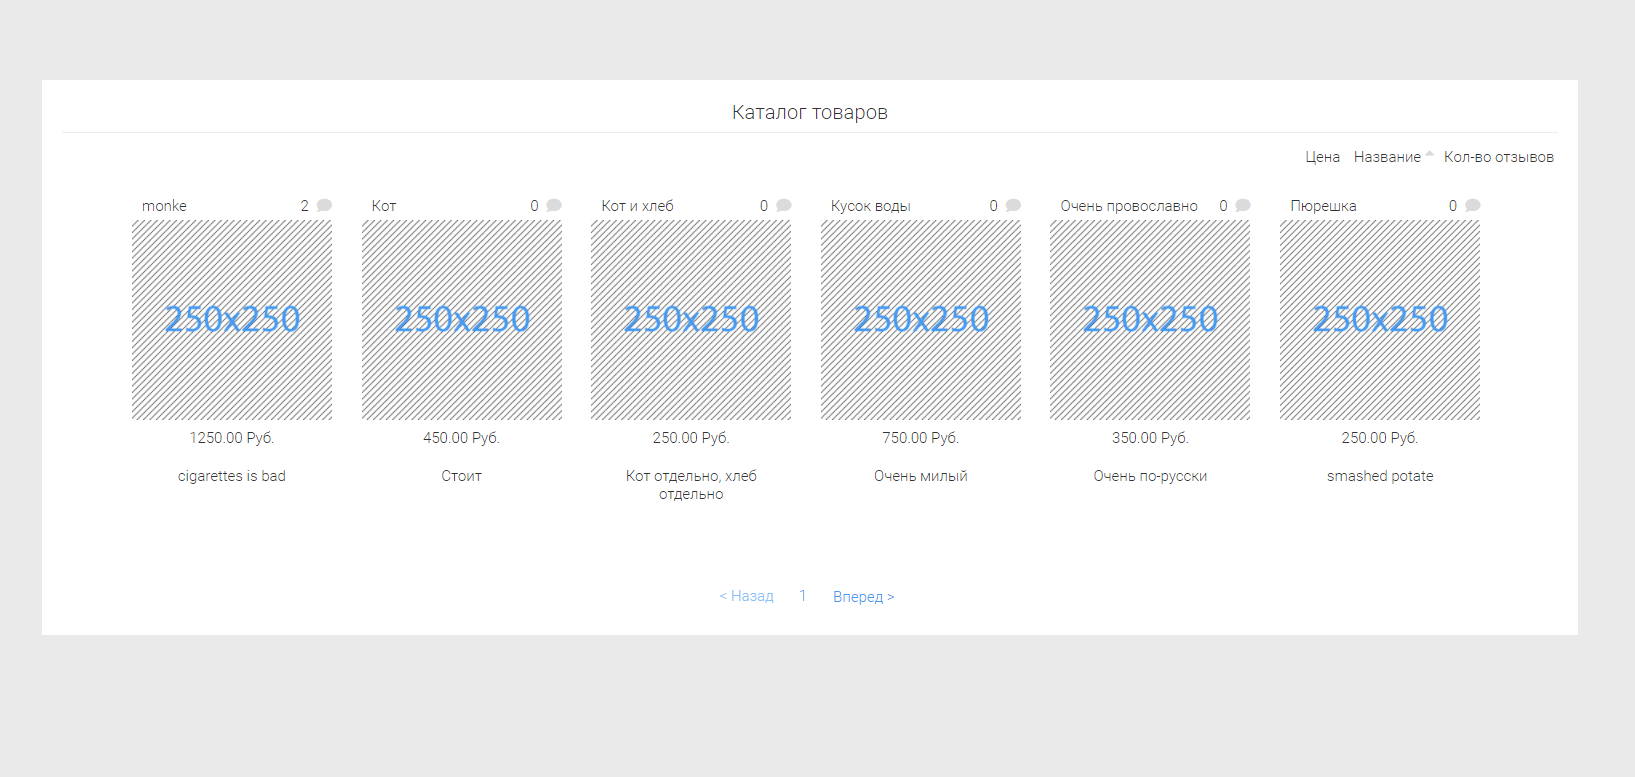 Каталог товаров
Цена Название Кол-во отзывов
monke 2
Кот 0
Кот и хлеб 0
Кусок воды 0
Очень провославно 0
Пюрешка 0
250x250
250x250
250x250
250x250
250x250
250x250
1250.00 Руб.
450.00 Руб.
250.00 Руб.
750.00 Руб.
350.00 Руб.
250.00 Руб.
cigarettes is bad
Стоит
Кот отдельно, хлеб
отдельно
Очень милый
Очень по-русски
smashed potate
< Назад 1 Вперед >